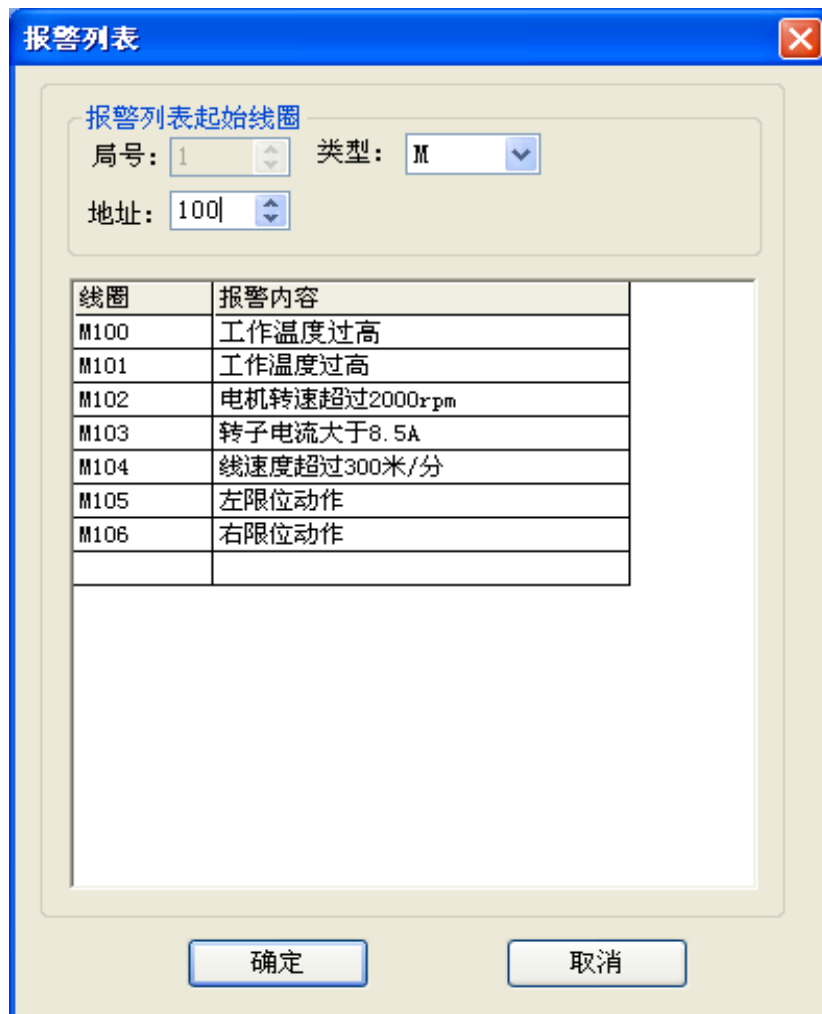 报警列表
报警列表起始线圈
局号: 1 类型: M
地址: 100
线圈 报警内容
M100 工作温度过高
M101 工作温度过高
M102 电机转速超过2000rpm
M103 转子电流大于8.5A
M104 线速度超过300米/分
M105 左限位动作
M106 右限位动作
确定 取消